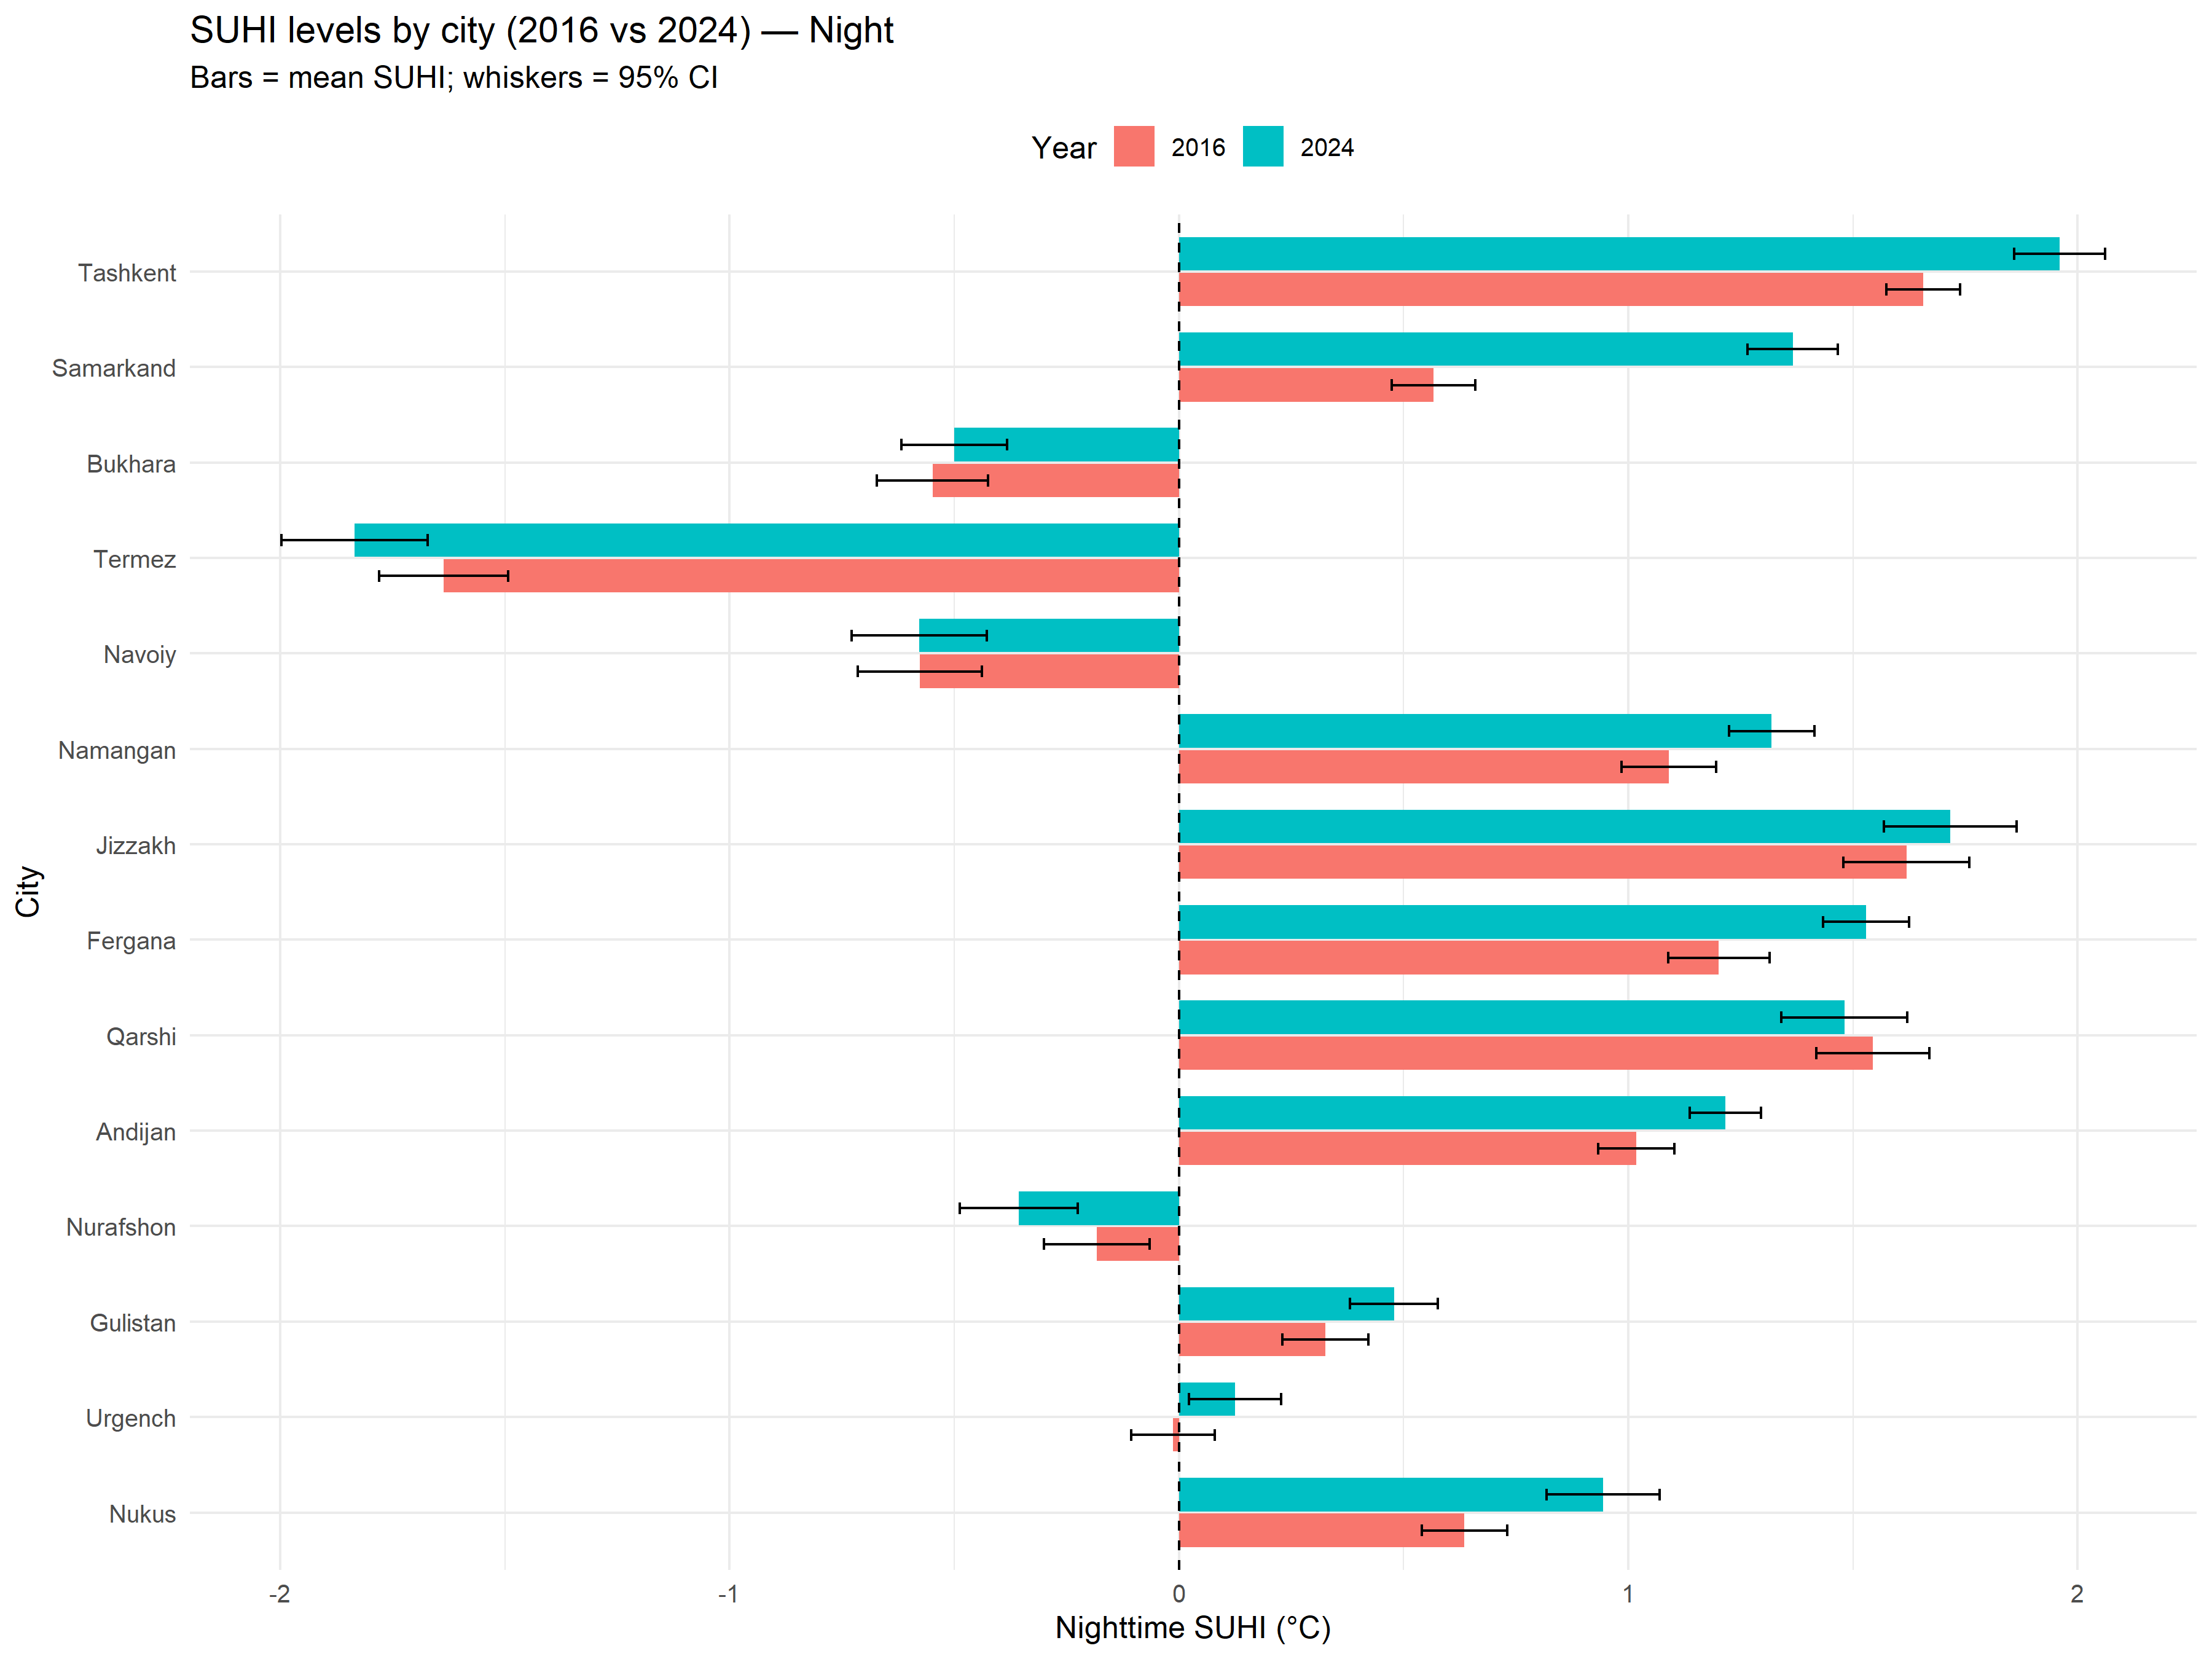 SUHI levels by city (2016 vs 2024) — Night
Bars = mean SUHI; whiskers = 95% CI
Year 2016 2024
Tashkent
Samarkand
Bukhara
Termez
Navoiy
Namangan
Jizzakh
Fergana
Qarshi
Andijan
Nurafshon
Gulistan
Urgench
Nukus
City
-2 -1 0 1 2
Nighttime SUHI (°C)